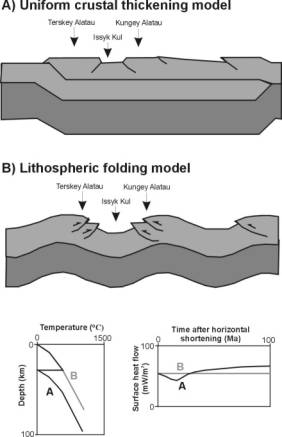 A) Uniform crustal thickening model
Terskey Alatau Kungey Alatau
Issyk Kul
B) Lithospheric folding model
Terskey Alatau Kungey Alatau
Issyk Kul
Temperature (°C)
0 1500
0
Depth (km)
100
A
B
Time after horizontal
shortening (Ma)
0 100
100
Surface heat flow
(mW/m²)
0
B
A